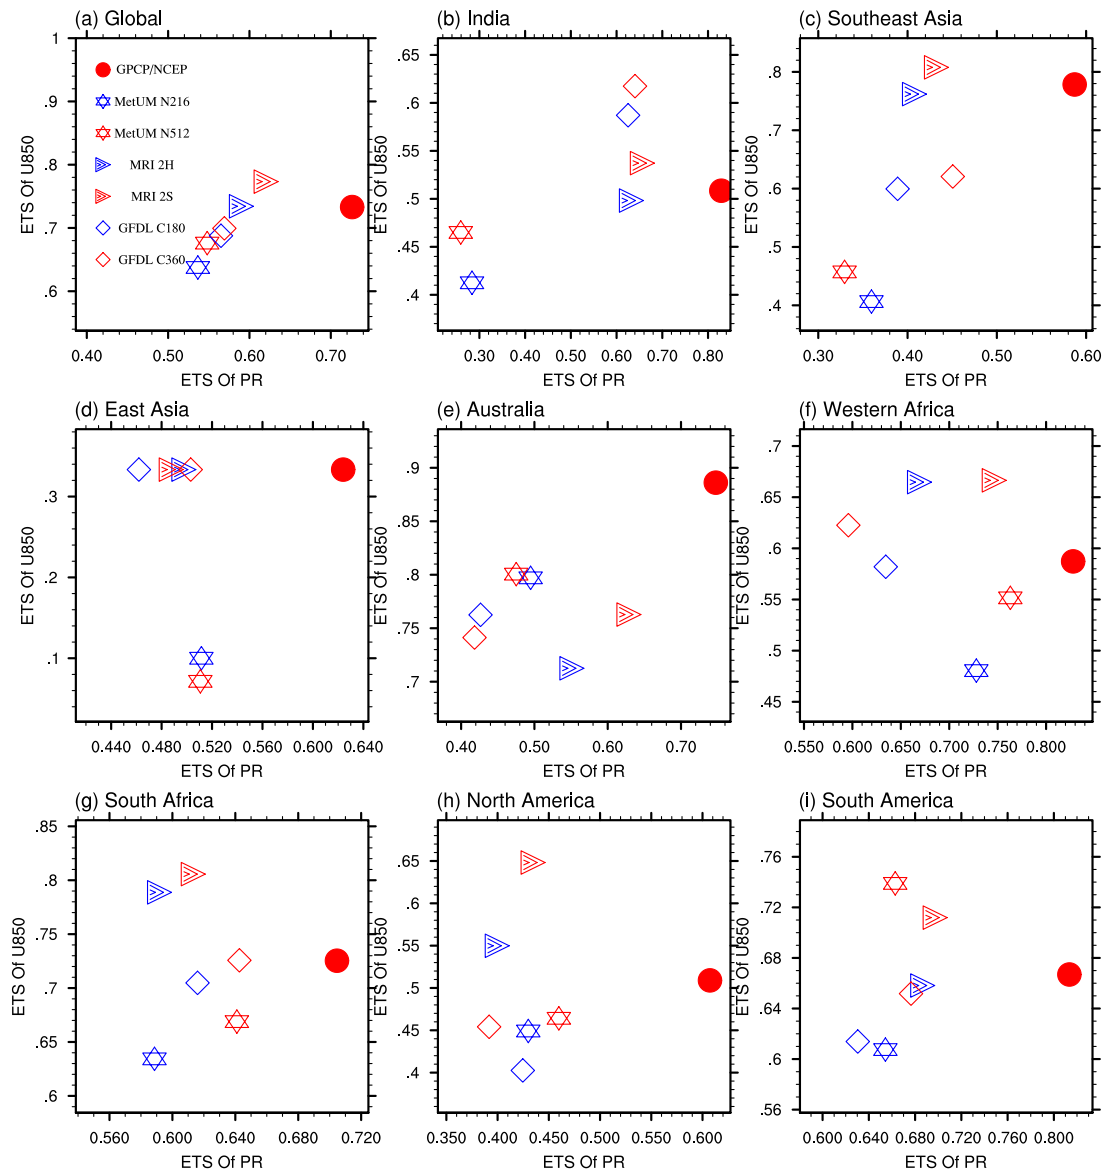 (a) Global
1
.9
.8
.7
.6
ETS Of U850
GPCP/NCEP
MetUM N216
MetUM N512
MRI 2H
MRI 2S
GFDL C180
GFDL C360
0.40 0.50 0.60 0.70
ETS Of PR
(b) India
.65
.6
.55
.5
.45
.4
ETS Of U850
0.30 0.40 0.50 0.60 0.70 0.80
ETS Of PR
(c) Southeast Asia
.8
.7
.6
.5
.4
ETS Of U850
0.30 0.40 0.50 0.60
ETS Of PR
(d) East Asia
.3
.2
.1
ETS Of U850
0.440 0.480 0.520 0.560 0.600 0.640
ETS Of PR
(e) Australia
.9
.85
.8
.75
.7
ETS Of U850
0.40 0.50 0.60 0.70
ETS Of PR
(f) Western Africa
.7
.65
.6
.55
.5
.45
ETS Of U850
0.550 0.600 0.650 0.700 0.750 0.800
ETS Of PR
(g) South Africa
.85
.8
.75
.7
.65
.6
ETS Of U850
0.560 0.600 0.640 0.680 0.720
ETS Of PR
(h) North America
.65
.6
.55
.5
.45
.4
ETS Of U850
0.350 0.400 0.450 0.500 0.550 0.600
ETS Of PR
(i) South America
.76
.72
.68
.64
.6
.56
ETS Of U850
0.600 0.640 0.680 0.720 0.760 0.800
ETS Of PR